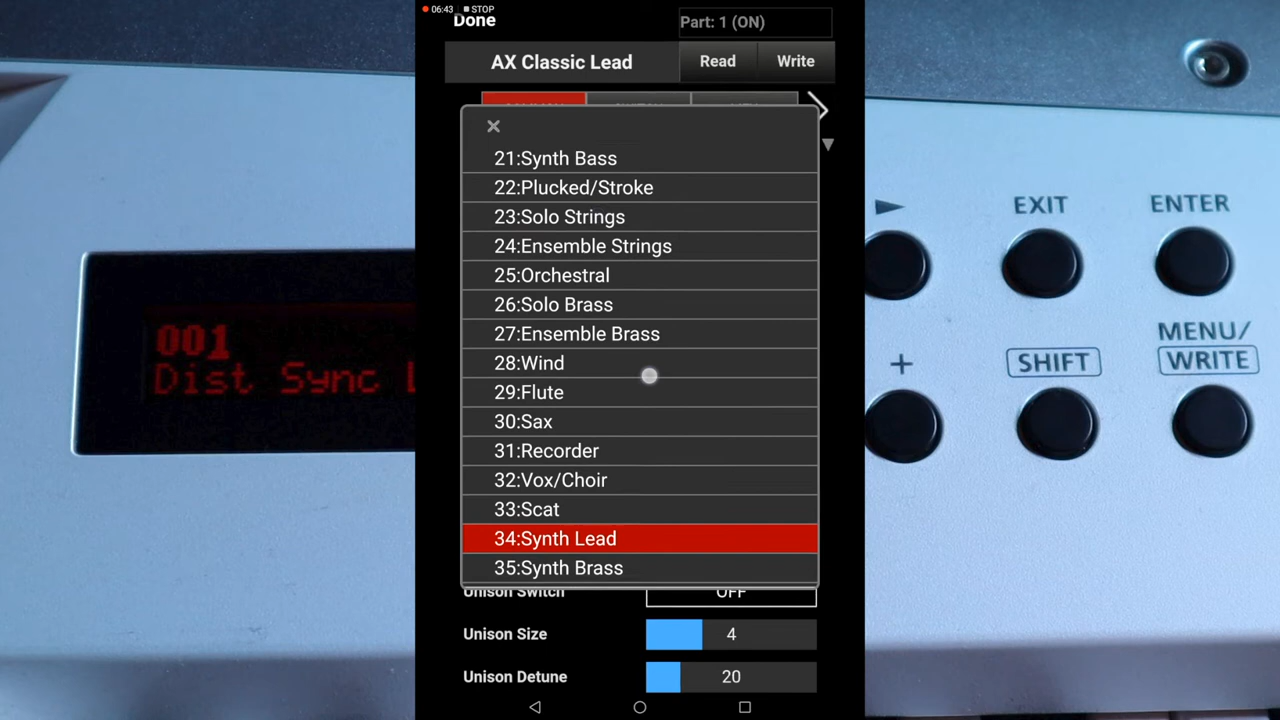 06:43 STOP
Done
Part: 1 (ON)
AX Classic Lead
Read
Write
21:Synth Bass
22:Plucked/Stroke
23:Solo Strings
24:Ensemble Strings
25:Orchestral
26:Solo Brass
27:Ensemble Brass
28:Wind
29:Flute
30:Sax
31:Recorder
32:Vox/Choir
33:Scat
34:Synth Lead
35:Synth Brass
Unison Switch
OFF
Unison Size
4
Unison Detune
20
001
Dist Sync L
EXIT
ENTER
+
SHIFT
MENU/
WRITE